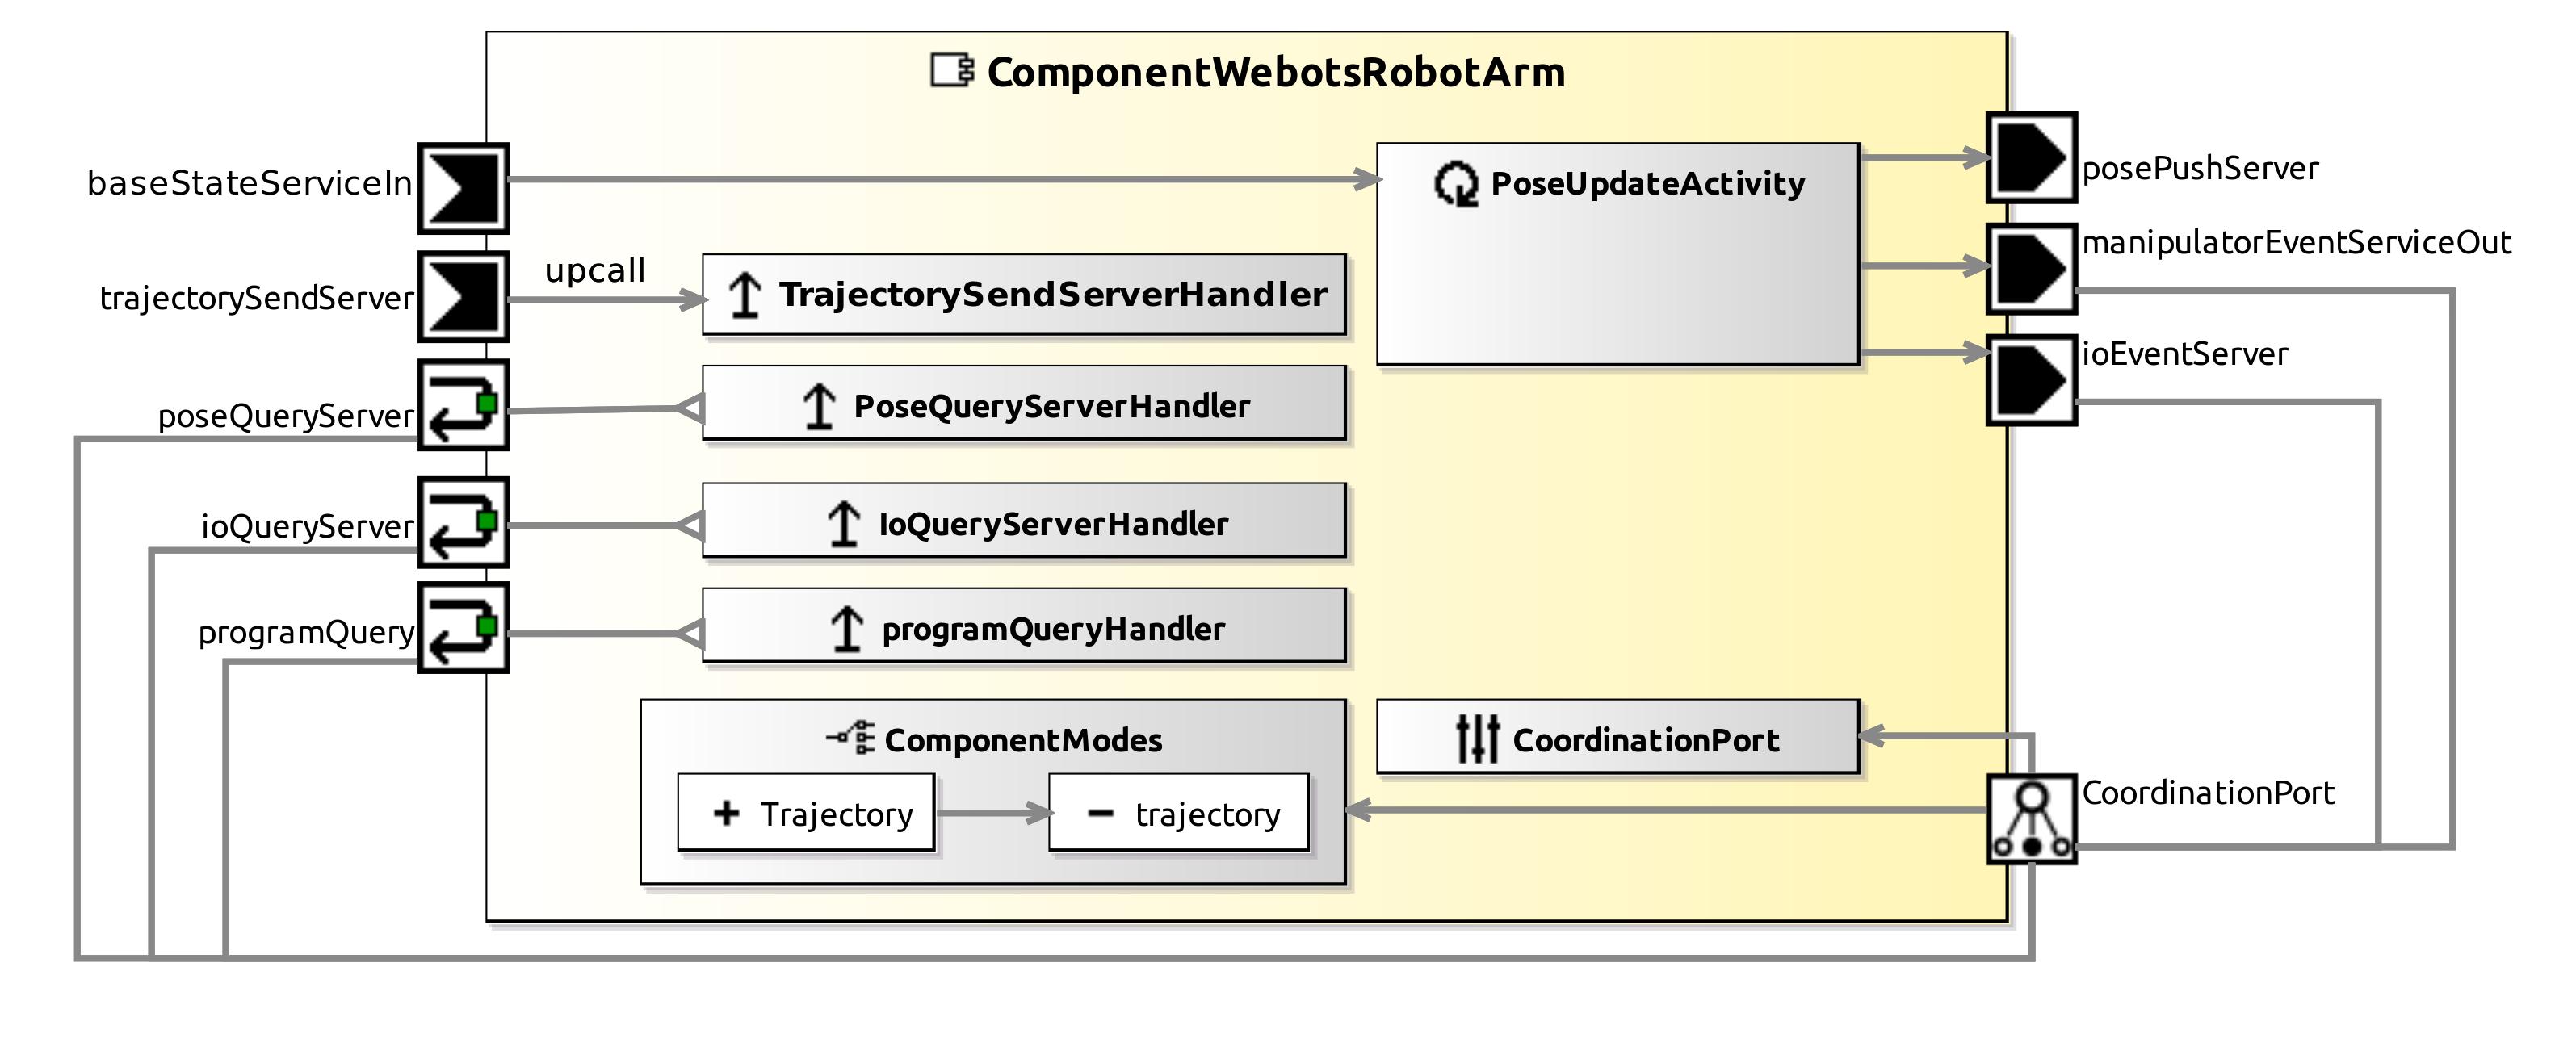 ComponentWebotsRobotArm
baseStateServiceIn
PoseUpdateActivity
posePushServer
trajectorySendServer
upcall
TrajectorySendServerHandler
manipulatorEventServiceOut
poseQueryServer
PoseQueryServerHandler
ioEventServer
ioQueryServer
IoQueryServerHandler
programQuery
programQueryHandler
ComponentModes
CoordinationPort
+ Trajectory
− trajectory
CoordinationPort